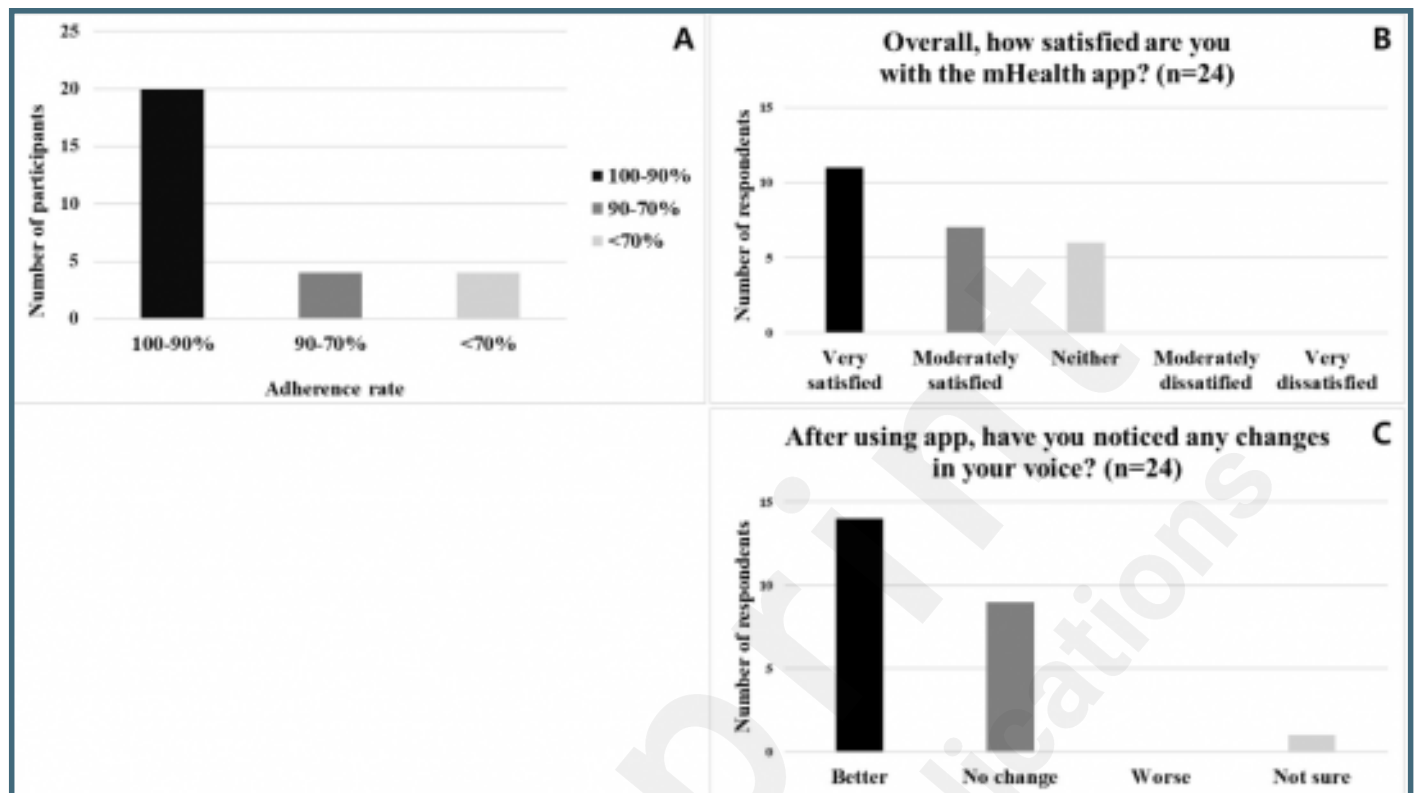 A
25
20
15
10
5
0
Number of participants
100-90%
90-70%
<70%
Adherence rate
100-90%
90-70%
<70%
B
Overall, how satisfied are you
with the mHealth app? (n=24)
15
10
5
0
Number of respondents
Very
satisfied
Moderately
satisfied
Neither
Moderately
dissatified
Very
dissatisfied
C
After using app, have you noticed any changes
in your voice? (n=24)
15
10
5
0
Number of respondents
Better
No change
Worse
Not sure
print
lications